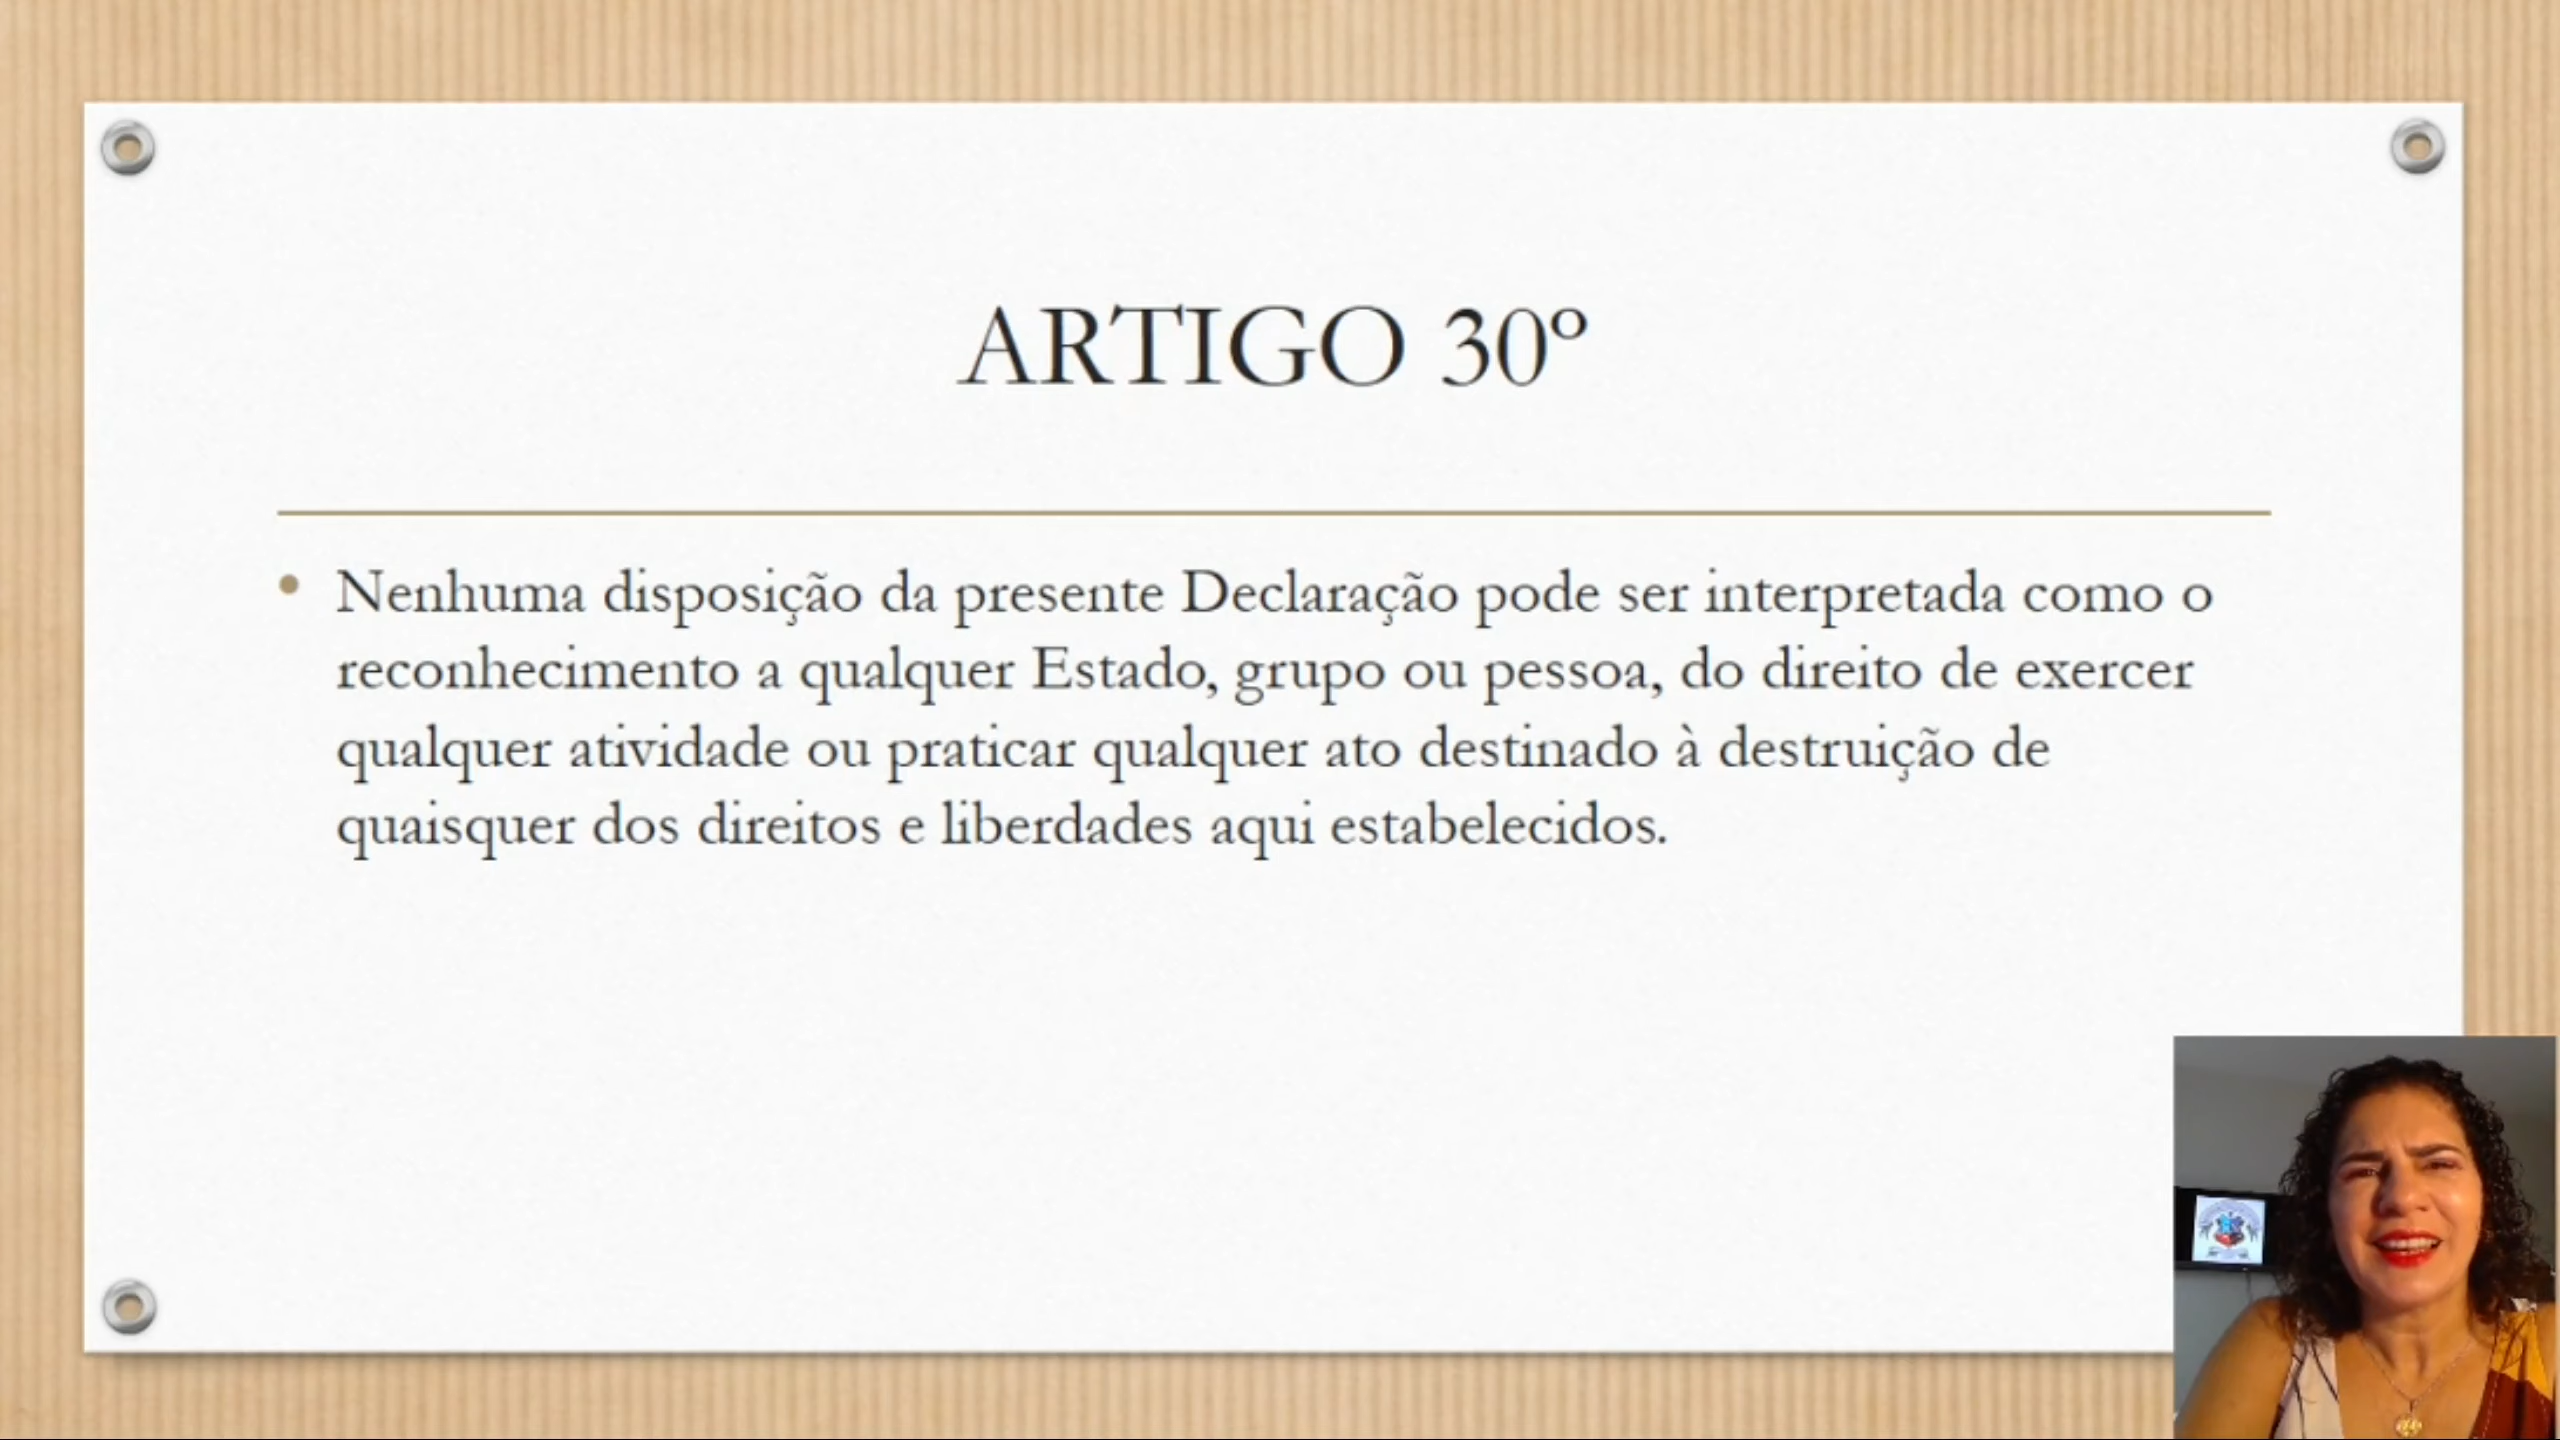 ARTIGO 30º
• Nenhuma disposição da presente Declaração pode ser interpretada como o
reconhecimento a qualquer Estado, grupo ou pessoa, do direito de exercer
qualquer atividade ou praticar qualquer ato destinado à destruição de
quaisquer dos direitos e liberdades aqui estabelecidos.